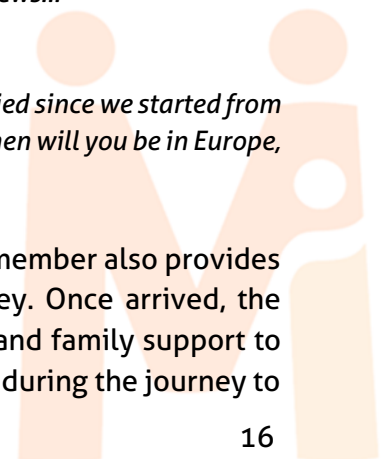 ied since we started from
en will you be in Europe,
member also provides
ey. Once arrived, the
and family support to
during the journey to
16